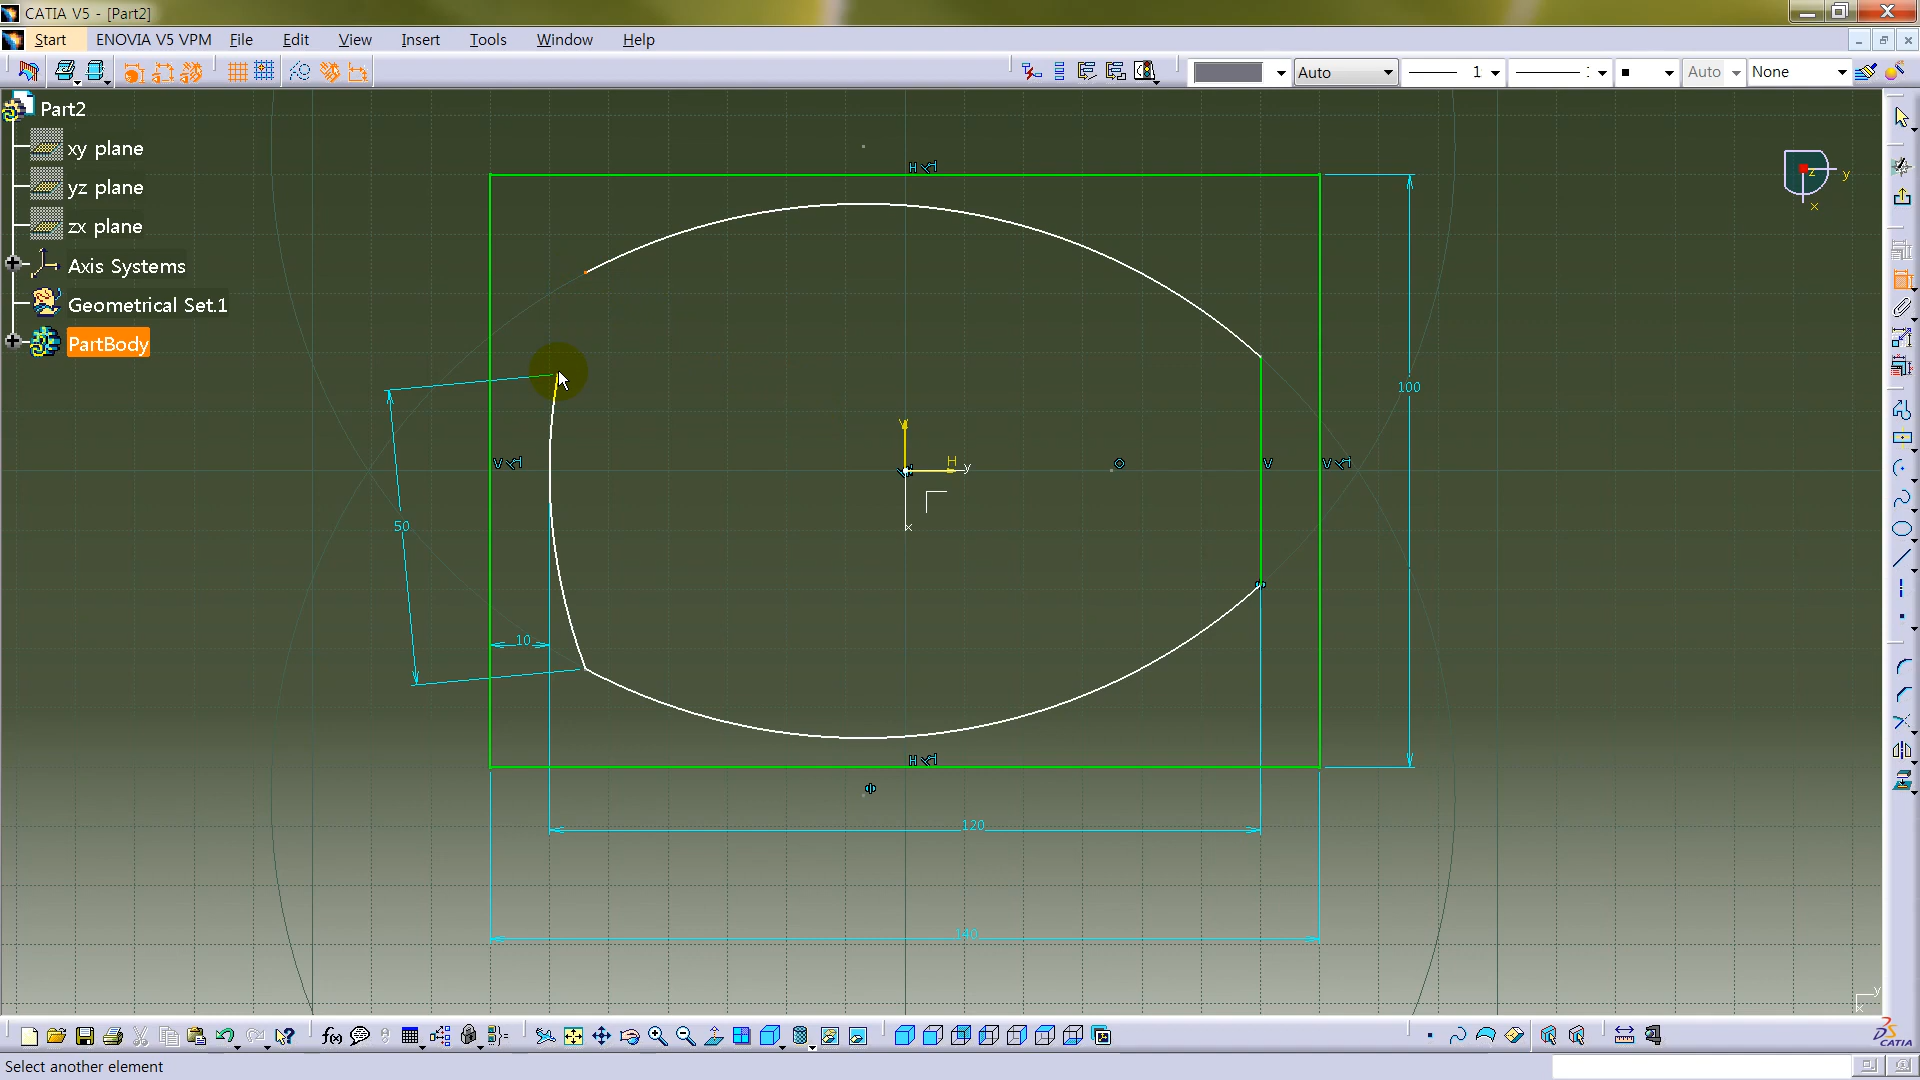 CATIA V5 - [Part2]
Start ENOVIA V5 VPM File Edit View Insert Tools Window Help
Auto 1 Auto None
Part2
xy plane
yz plane
zx plane
Axis Systems
Geometrical Set.1
PartBody
H
y
z
x
100
V
H
y
V
V
V
x
50
10
H
120
140
y
x
f(x)
CATIA
Select another element